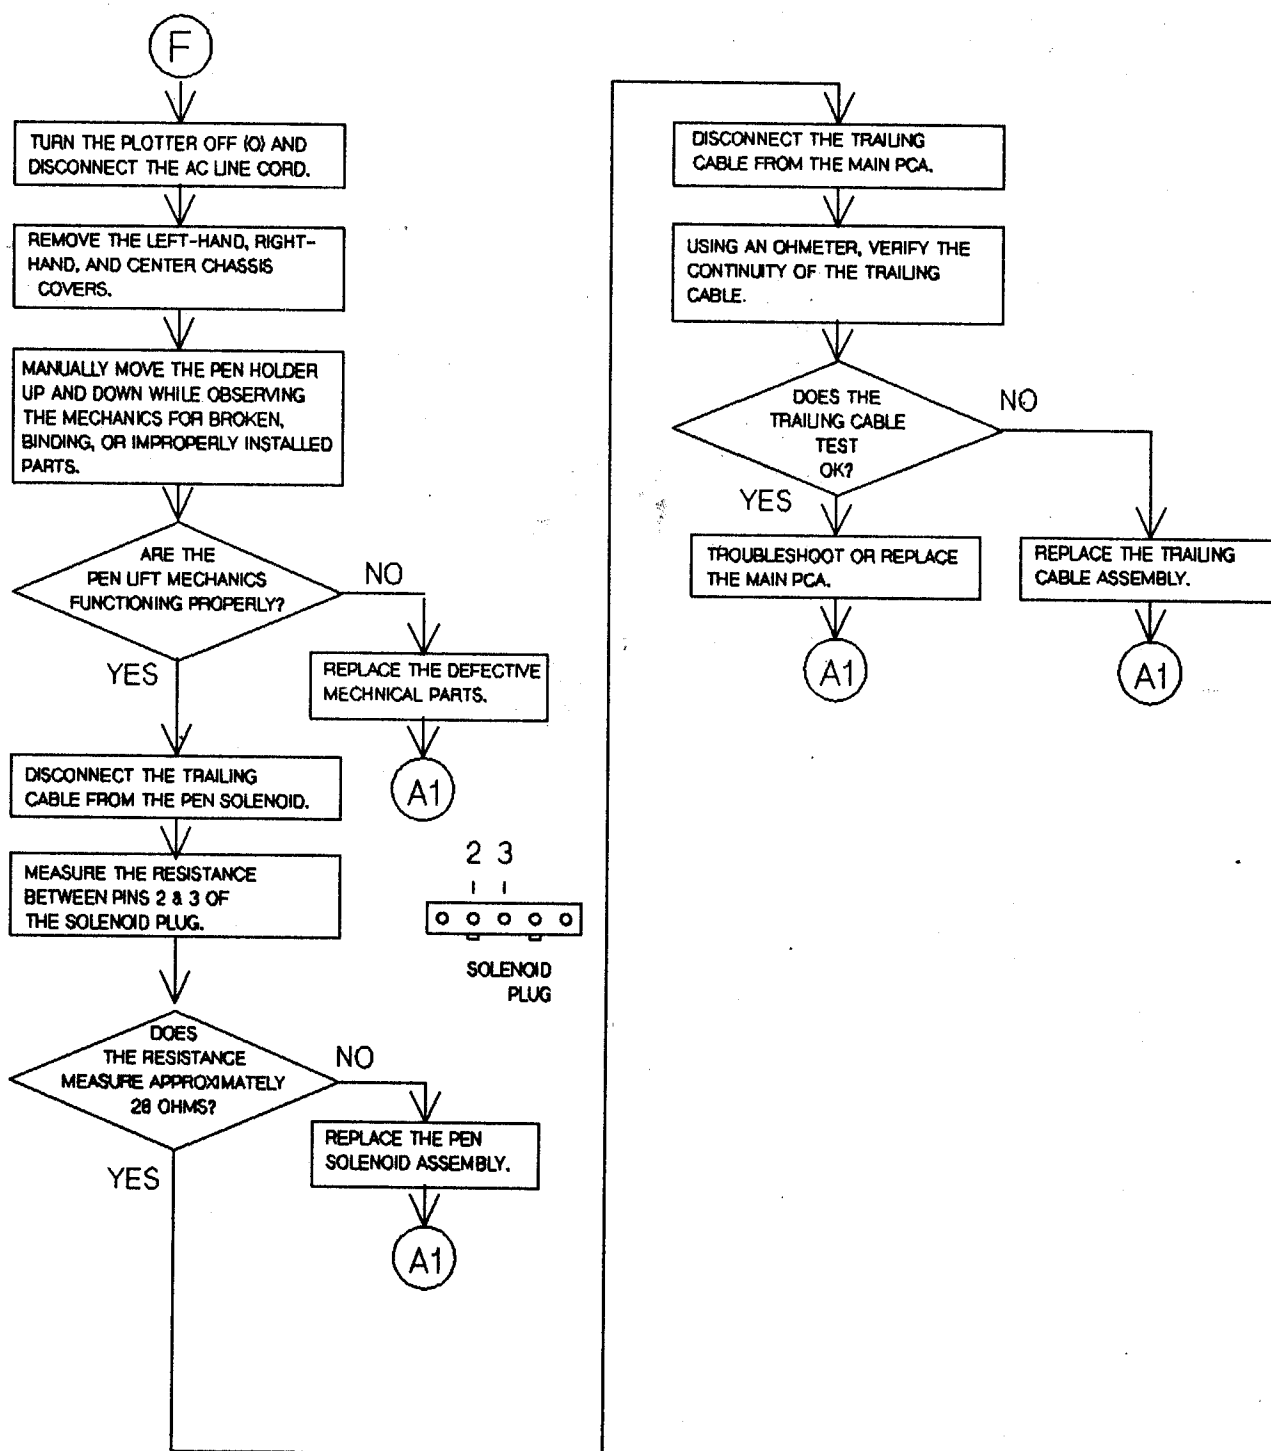 F
TURN THE PLOTTER OFF (O) AND
DISCONNECT THE AC LINE CORD.
REMOVE THE LEFT-HAND, RIGHT-
HAND, AND CENTER CHASSIS
COVERS.
MANUALLY MOVE THE PEN HOLDER
UP AND DOWN WHILE OBSERVING
THE MECHANICS FOR BROKEN,
BINDING, OR IMPROPERLY INSTALLED
PARTS.
ARE THE
PEN LIFT MECHANICS
FUNCTIONING PROPERLY?
NO
YES
REPLACE THE DEFECTIVE
MECHNICAL PARTS.
A1
DISCONNECT THE TRAILING
CABLE FROM THE PEN SOLENOID.
MEASURE THE RESISTANCE
BETWEEN PINS 2 & 3 OF
THE SOLENOID PLUG.
2 3
SOLENOID
PLUG
DOES
THE RESISTANCE
MEASURE APPROXIMATELY
28 OHMS?
NO
YES
REPLACE THE PEN
SOLENOID ASSEMBLY.
A1
DISCONNECT THE TRAILING
CABLE FROM THE MAIN PCA.
USING AN OHMETER, VERIFY THE
CONTINUITY OF THE TRAILING
CABLE.
DOES THE
TRAILING CABLE
TEST
OK?
NO
YES
TROUBLESHOOT OR REPLACE
THE MAIN PCA.
A1
REPLACE THE TRAILING
CABLE ASSEMBLY.
A1